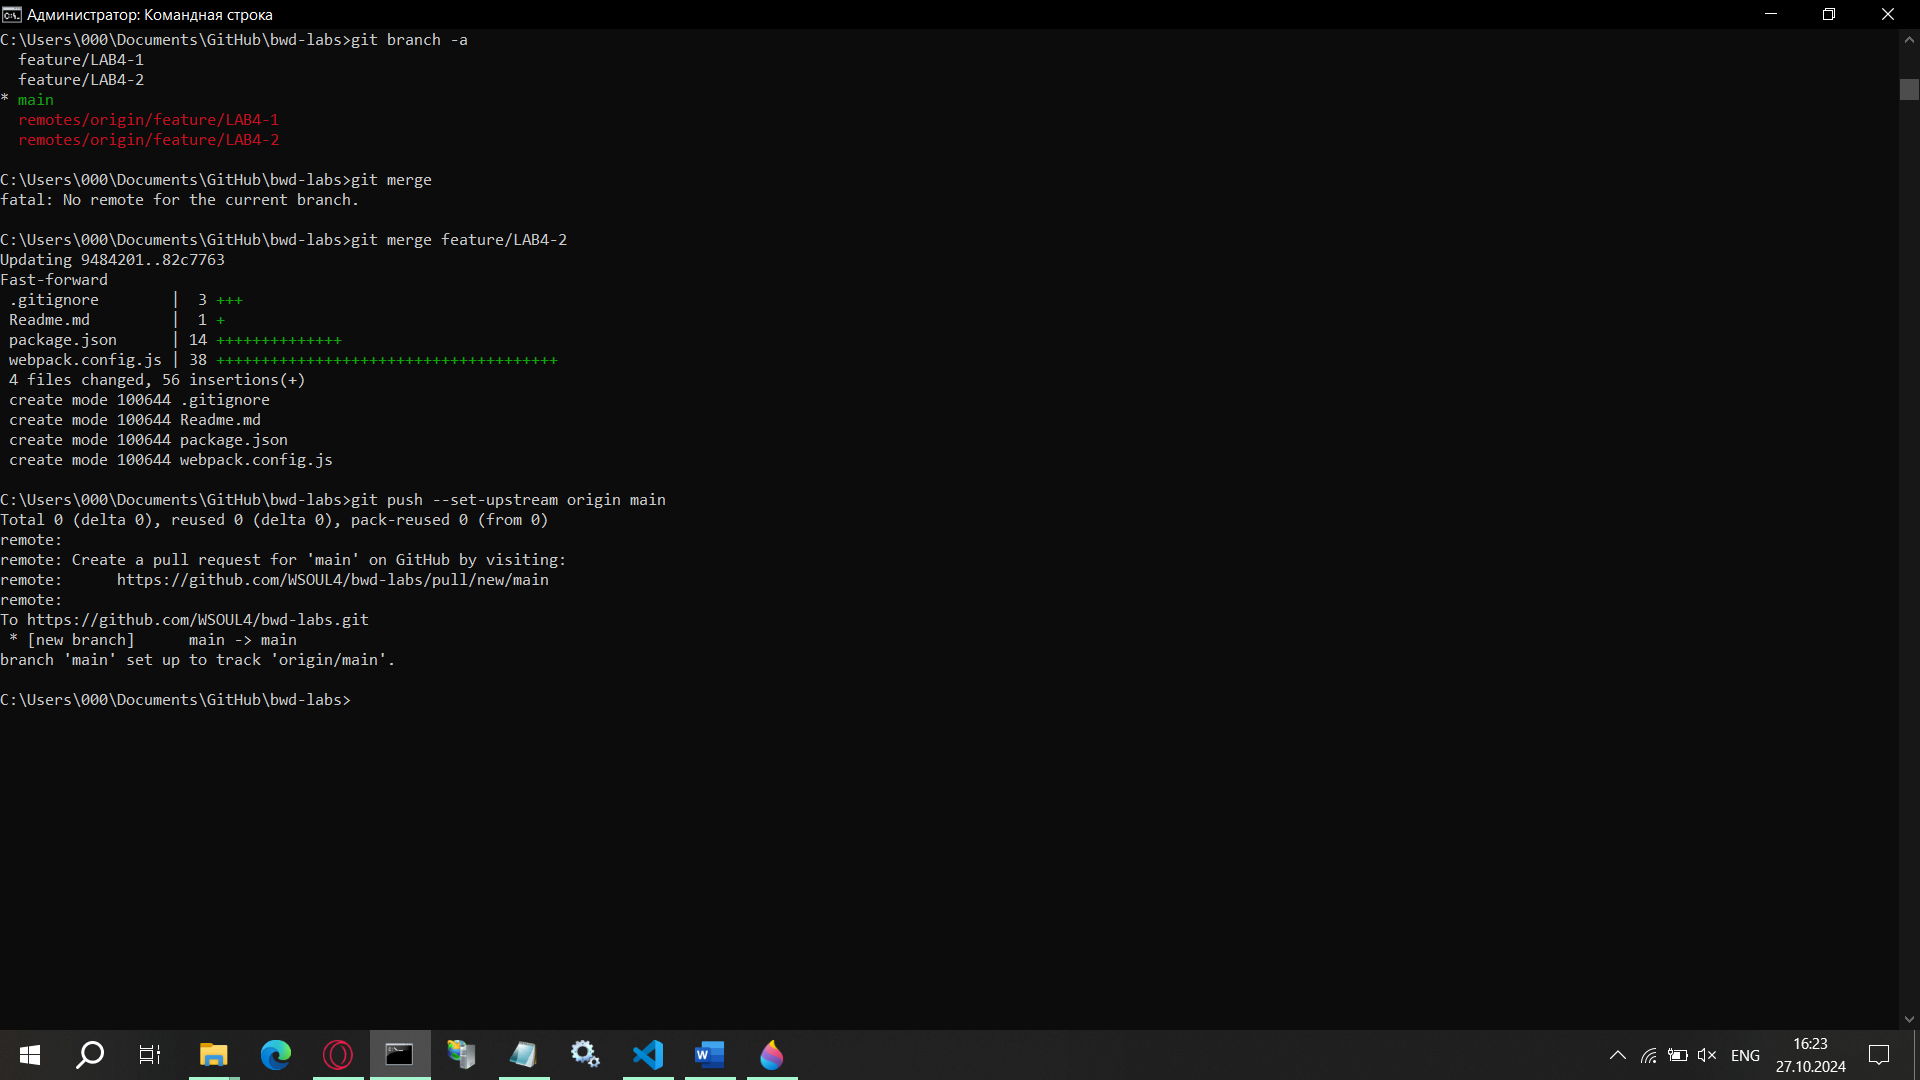 Администратор: Командная строка
C:\Users\000\Documents\GitHub\bwd-labs>git branch -a
  feature/LAB4-1
  feature/LAB4-2
* main
  remotes/origin/feature/LAB4-1
  remotes/origin/feature/LAB4-2
C:\Users\000\Documents\GitHub\bwd-labs>git merge
fatal: No remote for the current branch.
C:\Users\000\Documents\GitHub\bwd-labs>git merge feature/LAB4-2
Updating 9484201..82c7763
Fast-forward
 .gitignore        |  3 +++
 Readme.md         |  1 +
 package.json      | 14 ++++++++++++++
 webpack.config.js | 38 ++++++++++++++++++++++++++++++++++++++
 4 files changed, 56 insertions(+)
 create mode 100644 .gitignore
 create mode 100644 Readme.md
 create mode 100644 package.json
 create mode 100644 webpack.config.js
C:\Users\000\Documents\GitHub\bwd-labs>git push --set-upstream origin main
Total 0 (delta 0), reused 0 (delta 0), pack-reused 0 (from 0)
remote:
remote: Create a pull request for 'main' on GitHub by visiting:
remote:      https://github.com/WSOUL4/bwd-labs/pull/new/main
remote:
To https://github.com/WSOUL4/bwd-labs.git
 * [new branch]      main -> main
branch 'main' set up to track 'origin/main'.
C:\Users\000\Documents\GitHub\bwd-labs>
ENG
16:23
27.10.2024